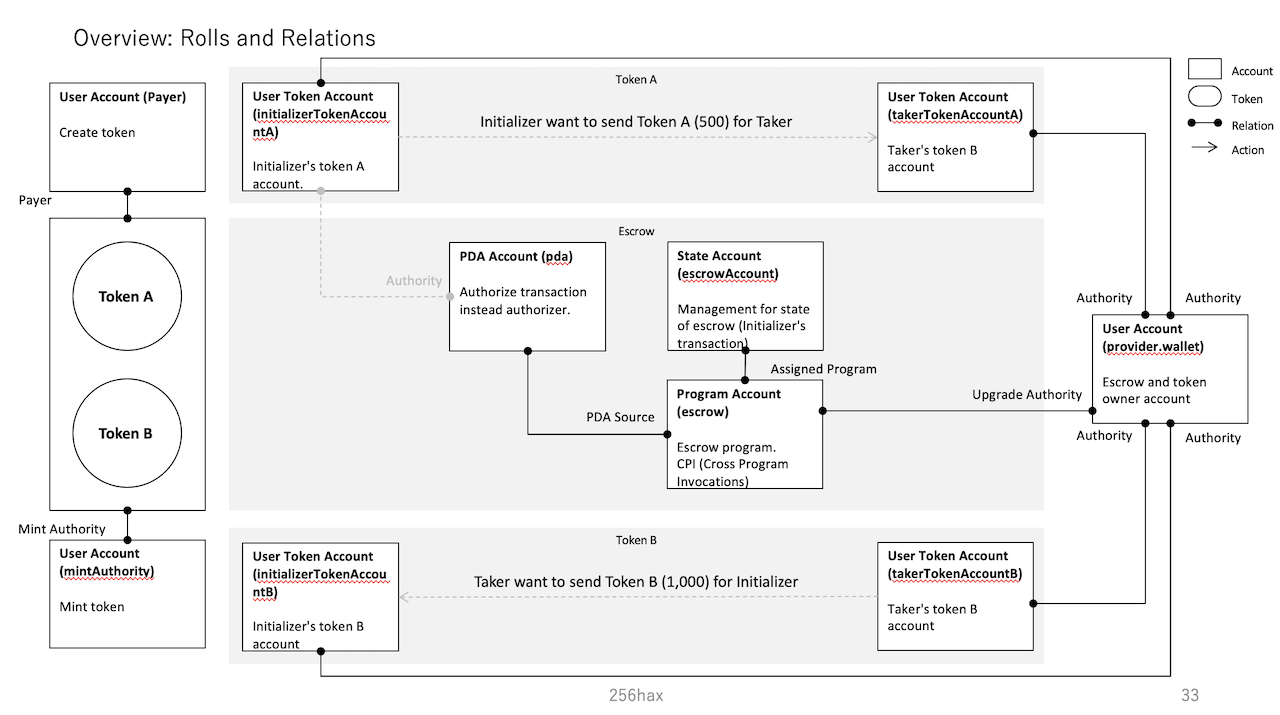 Overview: Rolls and Relations
User Account (Payer)
Create token
Payer
Token A
Token B
Mint Authority
User Account
(mintAuthority)
Mint token
Token A
User Token Account
(initializerTokenAccou
ntA)
Initializer's token A
account.
Initializer want to send Token A (500) for Taker
User Token Account
(takerTokenAccountA)
Taker's token B
account
Escrow
Authority
PDA Account (pda)
Authorize transaction
instead authorizer.
State Account
(escrowAccount)
Management for state
of escrow (Initializer's
transaction)
Assigned Program
PDA Source
Program Account
(escrow)
Escrow program.
CPI (Cross Program
Invocations)
Upgrade Authority
Token B
User Token Account
(initializerTokenAccou
ntB)
Initializer's token B
account
Taker want to send Token B (1,000) for Initializer
User Token Account
(takerTokenAccountB)
Taker's token B
account
Authority
Authority
User Account
(provider.wallet)
Escrow and token
owner account
Authority
Authority
Account
Token
Relation
Action
256hax
33